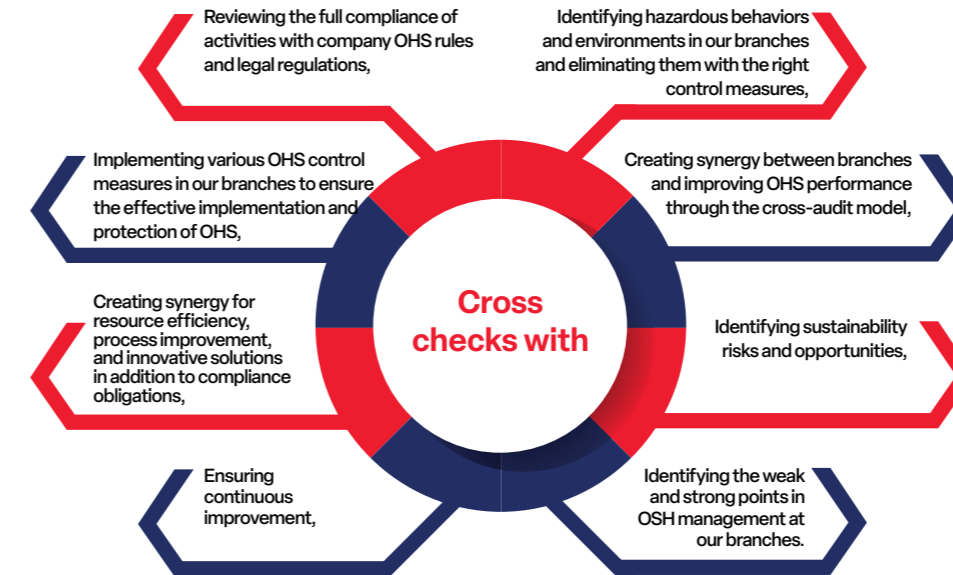 Reviewing the full compliance of
activities with company OHS rules
and legal regulations,
Identifying hazardous behaviors
and environments in our branches
and eliminating them with the right
control measures,
Implementing various OHS control
measures in our branches to ensure
the effective implementation and
protection of OHS,
Creating synergy between branches
and improving OHS performance
through the cross-audit model,
Cross
checks with
Creating synergy for
resource efficiency,
process improvement,
and innovative solutions
in addition to compliance
obligations,
Identifying sustainability
risks and opportunities,
Ensuring
continuous
improvement,
Identifying the weak
and strong points in
OSH management at
our branches.